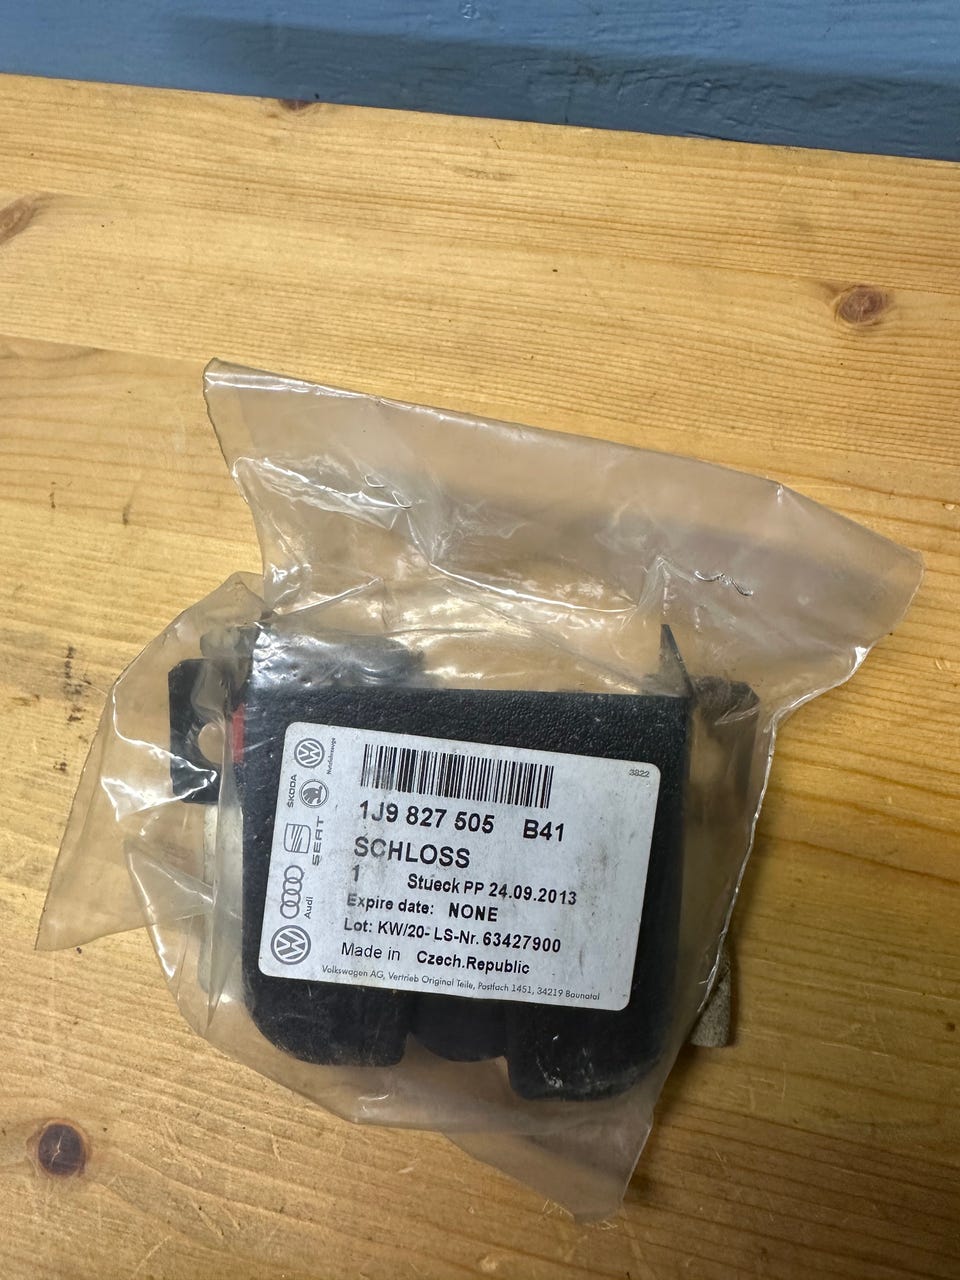 3822
1J9 827 505 B41
SCHLOSS
1 Stueck PP 24.09.2013
Expire date: NONE
Lot: KW/20- LS-Nr. 63427900
Made in Czech.Republic
Volkswagen AG, Vertrieb Original Teile, Postfach 1451, 34219 Baunatal
Nutzfahrzeuge
ŠKODA
SEAT
Audi